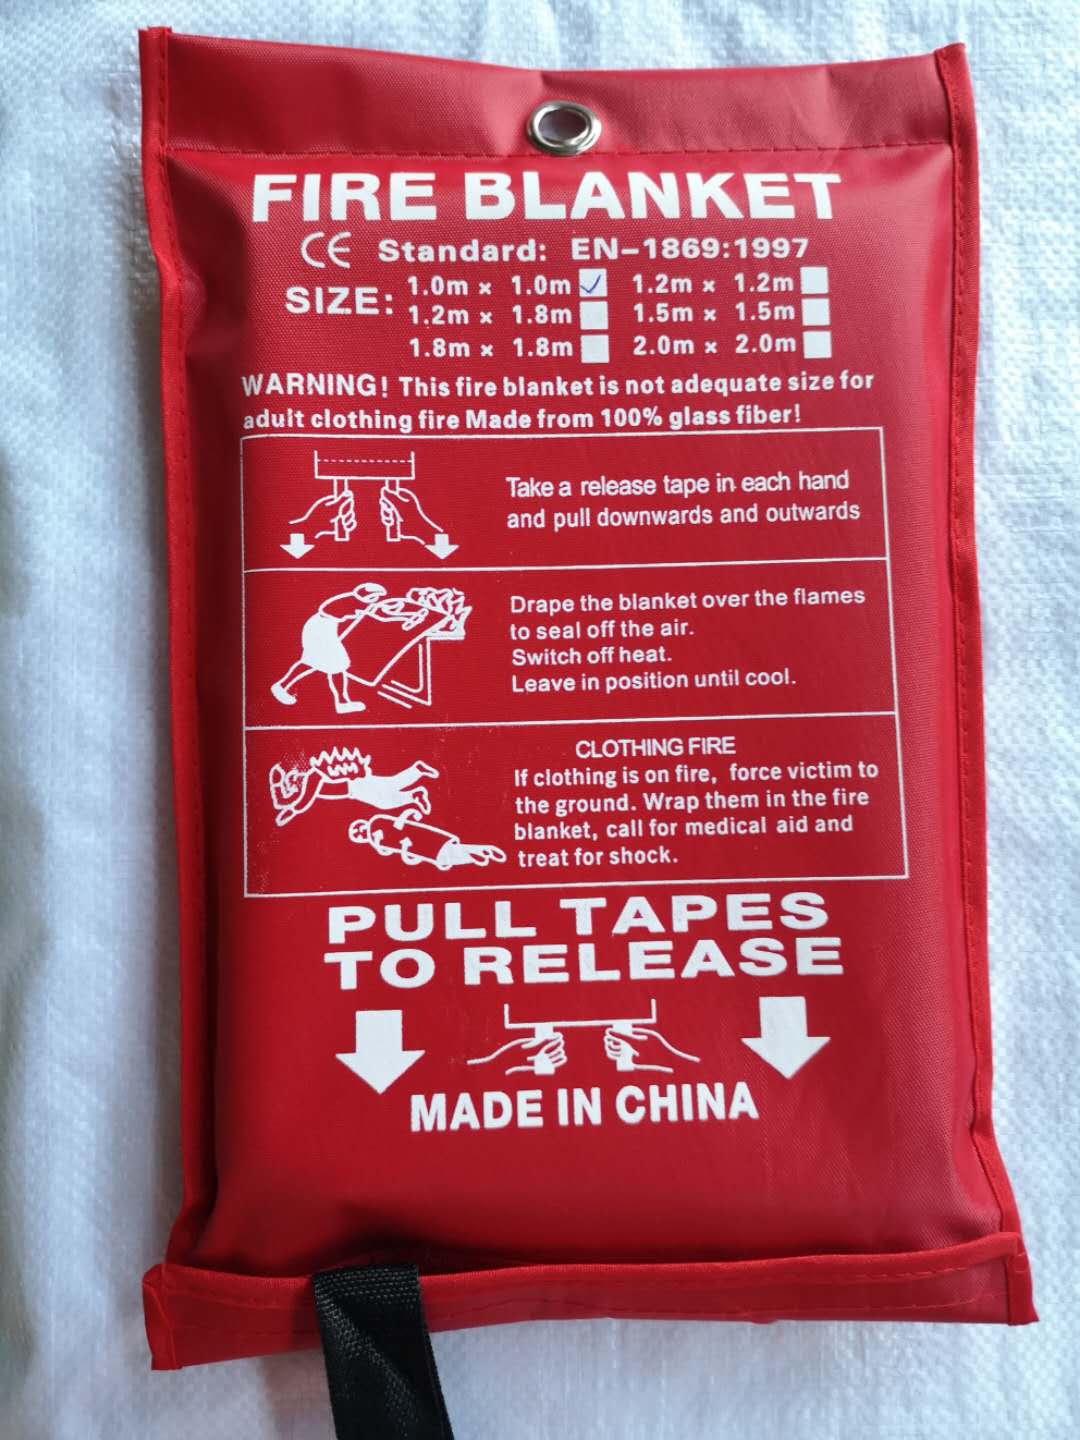 FIRE BLANKET
CE Standard: EN-1869:1997
SIZE: 1.0m × 1.0m ✓ 1.2m × 1.2m
1.2m × 1.8m 1.5m × 1.5m
1.8m × 1.8m 2.0m × 2.0m
WARNING! This fire blanket is not adequate size for
adult clothing fire Made from 100% glass fiber!
Take a release tape in each hand
and pull downwards and outwards
Drape the blanket over the flames
to seal off the air.
Switch off heat.
Leave in position until cool.
CLOTHING FIRE
If clothing is on fire, force victim to
the ground. Wrap them in the fire
blanket, call for medical aid and
treat for shock.
PULL TAPES
TO RELEASE
MADE IN CHINA